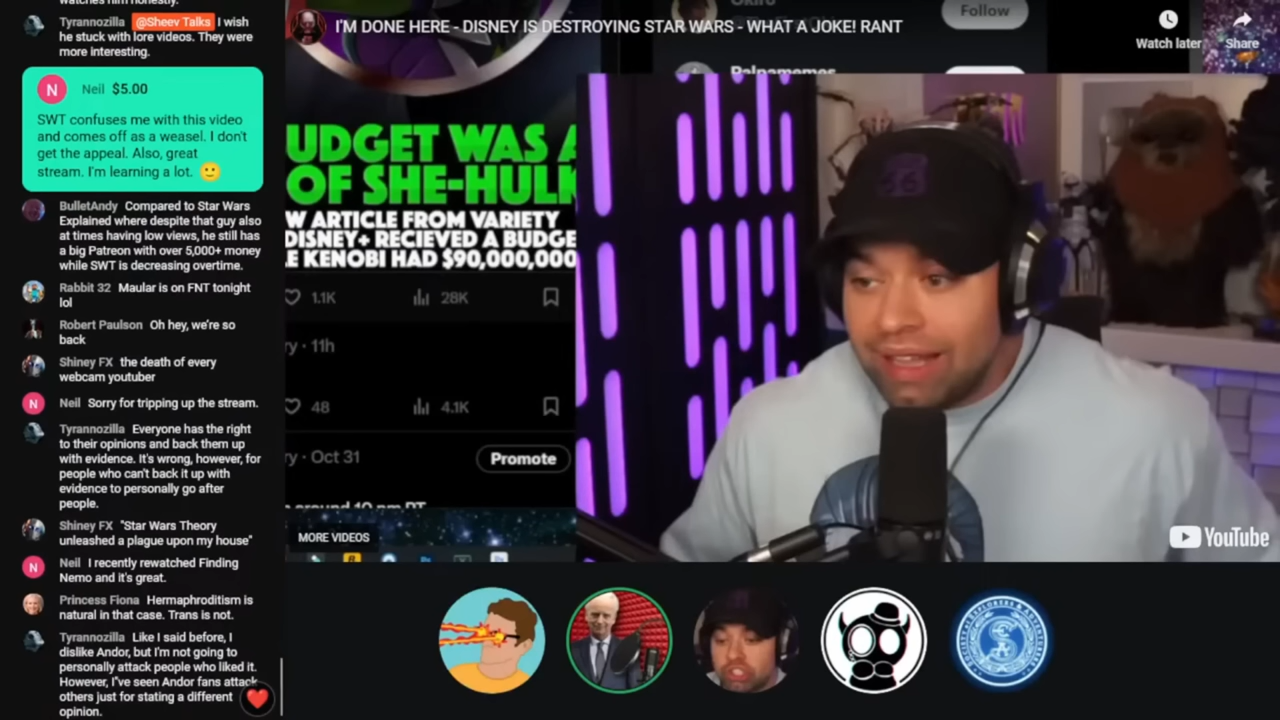 watches him honestly.
Tyrannozilla @Sheev Talks I wish
he stuck with lore videos. They were
more interesting.
N Neil $5.00
SWT confuses me with this video
and comes off as a weasel. I don't
get the appeal. Also, great
stream. I'm learning a lot. 🙂
BulletAndy Compared to Star Wars
Explained where despite that guy also
at times having low views, he still has
a big Patreon with over 5,000+ money
while SWT is decreasing overtime.
Rabbit 32 Maular is on FNT tonight
lol
Robert Paulson Oh hey, we're so
back
Shiney FX the death of every
webcam youtuber
N Neil Sorry for tripping up the stream.
Tyrannozilla Everyone has the right
to their opinions and back them up
with evidence. It's wrong, however, for
people who can't back it up with
evidence to personally go after
people.
Shiney FX "Star Wars Theory
unleashed a plague upon my house"
N Neil I recently rewatched Finding
Nemo and it's great.
Princess Fiona Hermaphroditism is
natural in that case. Trans is not.
Tyrannozilla Like I said before, I
dislike Andor, but I'm not going to
personally attack people who liked it.
However, I"ve seen Andor fans attack
others just for stating a different
opinion.
I'M DONE HERE - DISNEY IS DESTROYING STAR WARS - WHAT A JOKE! RANT
Follow
Palpamemes
Watch later
Share
UDGET WAS A
OF SHE-HULK
W ARTICLE FROM VARIETY
DISNEY+ RECIEVED A BUDGE
E KENOBI HAD $90,000,000
1.1K 28K
ry · 11h
48 4.1K
ry · Oct 31
Promote
around 10 pm PT
MORE VIDEOS
YouTube